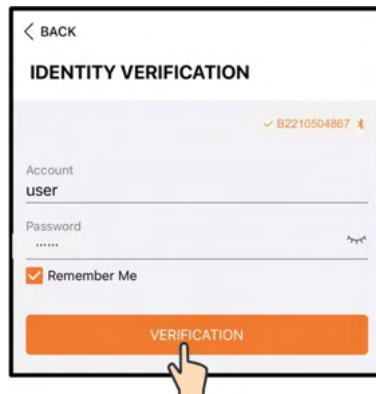 BACK
IDENTITY VERIFICATION
B2210504867
Account
user
Password
......
Remember Me
VERIFICATION